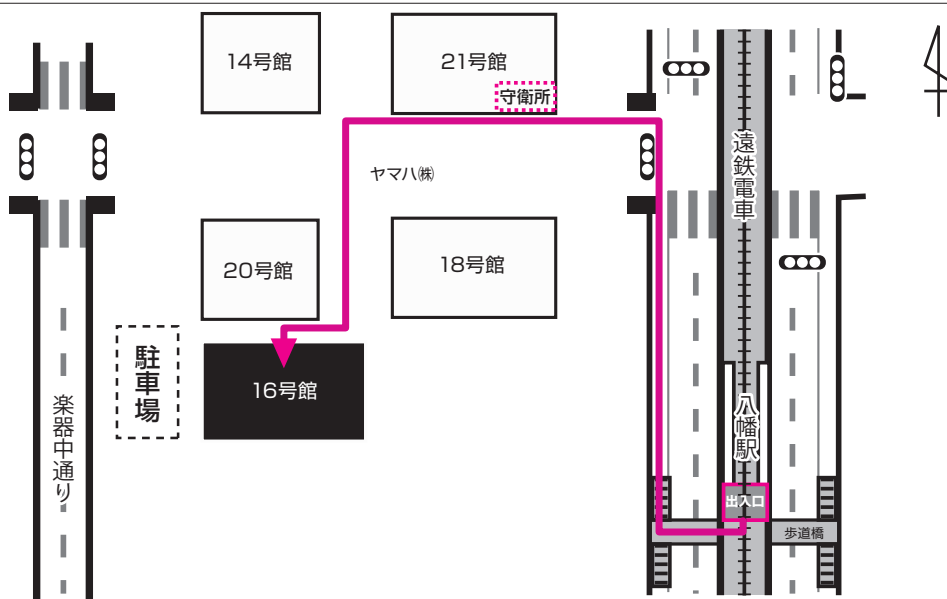 14号館
21号館
守衛所
ヤマハ㈱
遠鉄電車
20号館
18号館
駐車場
16号館
楽器中通り
八幡駅
出入口
歩道橋